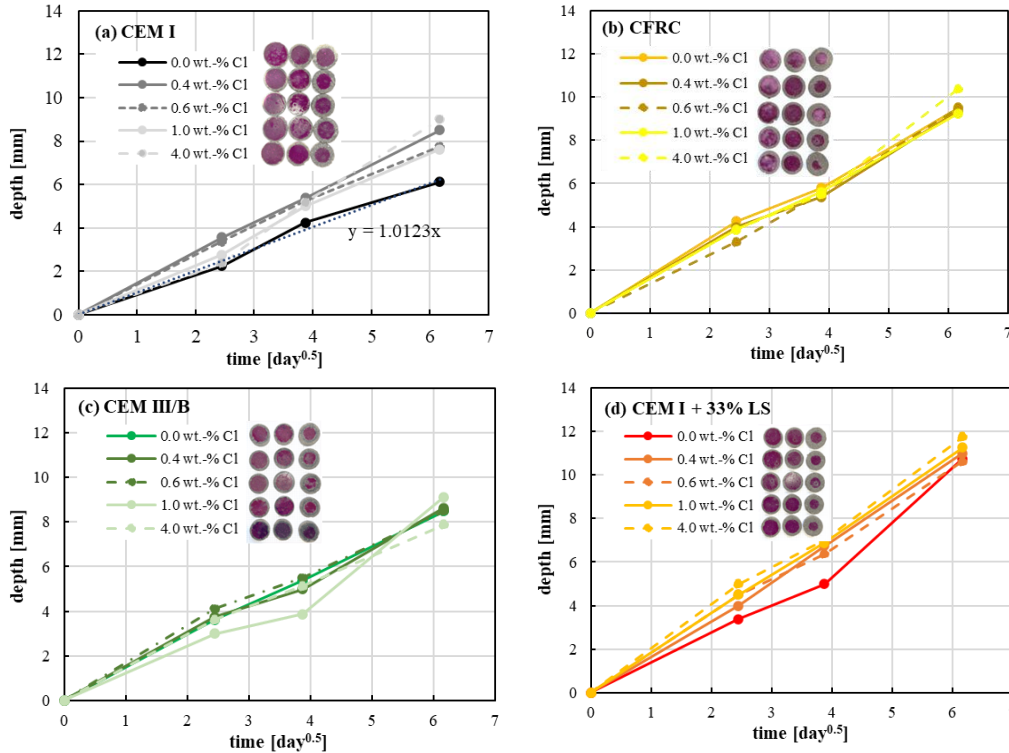 (a) CEM I
0.0 wt.-% Cl
0.4 wt.-% Cl
0.6 wt.-% Cl
1.0 wt.-% Cl
4.0 wt.-% Cl
y = 1.0123x
depth [mm]
14
12
10
8
6
4
2
0
0 1 2 3 4 5 6 7
time [day0.5]
(b) CFRC
0.0 wt.-% Cl
0.4 wt.-% Cl
0.6 wt.-% Cl
1.0 wt.-% Cl
4.0 wt.-% Cl
depth [mm]
14
12
10
8
6
4
2
0
0 1 2 3 4 5 6 7
time [day0.5]
(c) CEM III/B
0.0 wt.-% Cl
0.4 wt.-% Cl
0.6 wt.-% Cl
1.0 wt.-% Cl
4.0 wt.-% Cl
depth [mm]
14
12
10
8
6
4
2
0
0 1 2 3 4 5 6 7
time [day0.5]
(d) CEM I + 33% LS
0.0 wt.-% Cl
0.4 wt.-% Cl
0.6 wt.-% Cl
1.0 wt.-% Cl
4.0 wt.-% Cl
depth [mm]
14
12
10
8
6
4
2
0
0 1 2 3 4 5 6 7
time [day0.5]